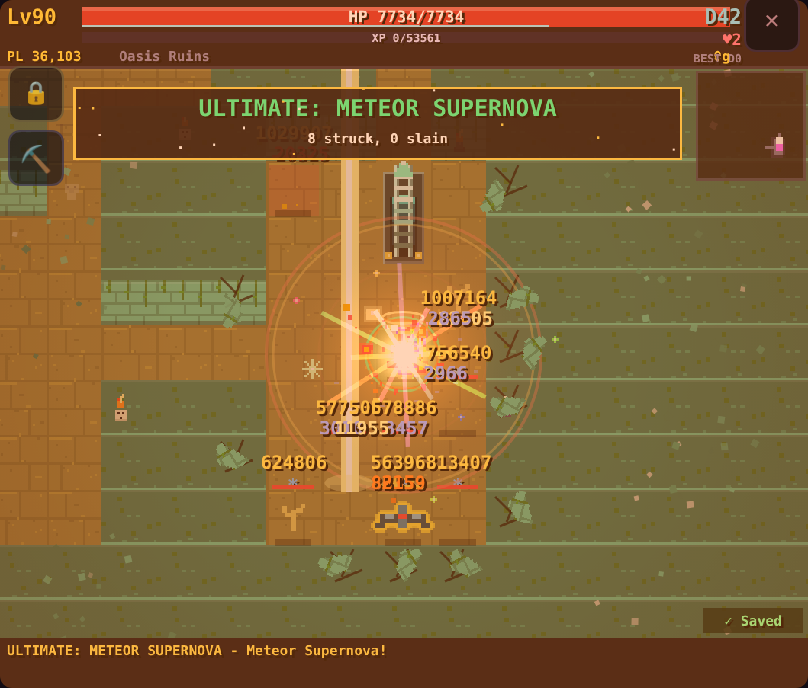 Lv90
HP 7734/7734
D42
×
XP 0/53561
♥2
PL 36,103
Oasis Ruins
ULTIMATE: METEOR SUPERNOVA
8 struck, 0 slain
1007164
756540
2966
624806
✓ Saved
ULTIMATE: METEOR SUPERNOVA - Meteor Supernova!